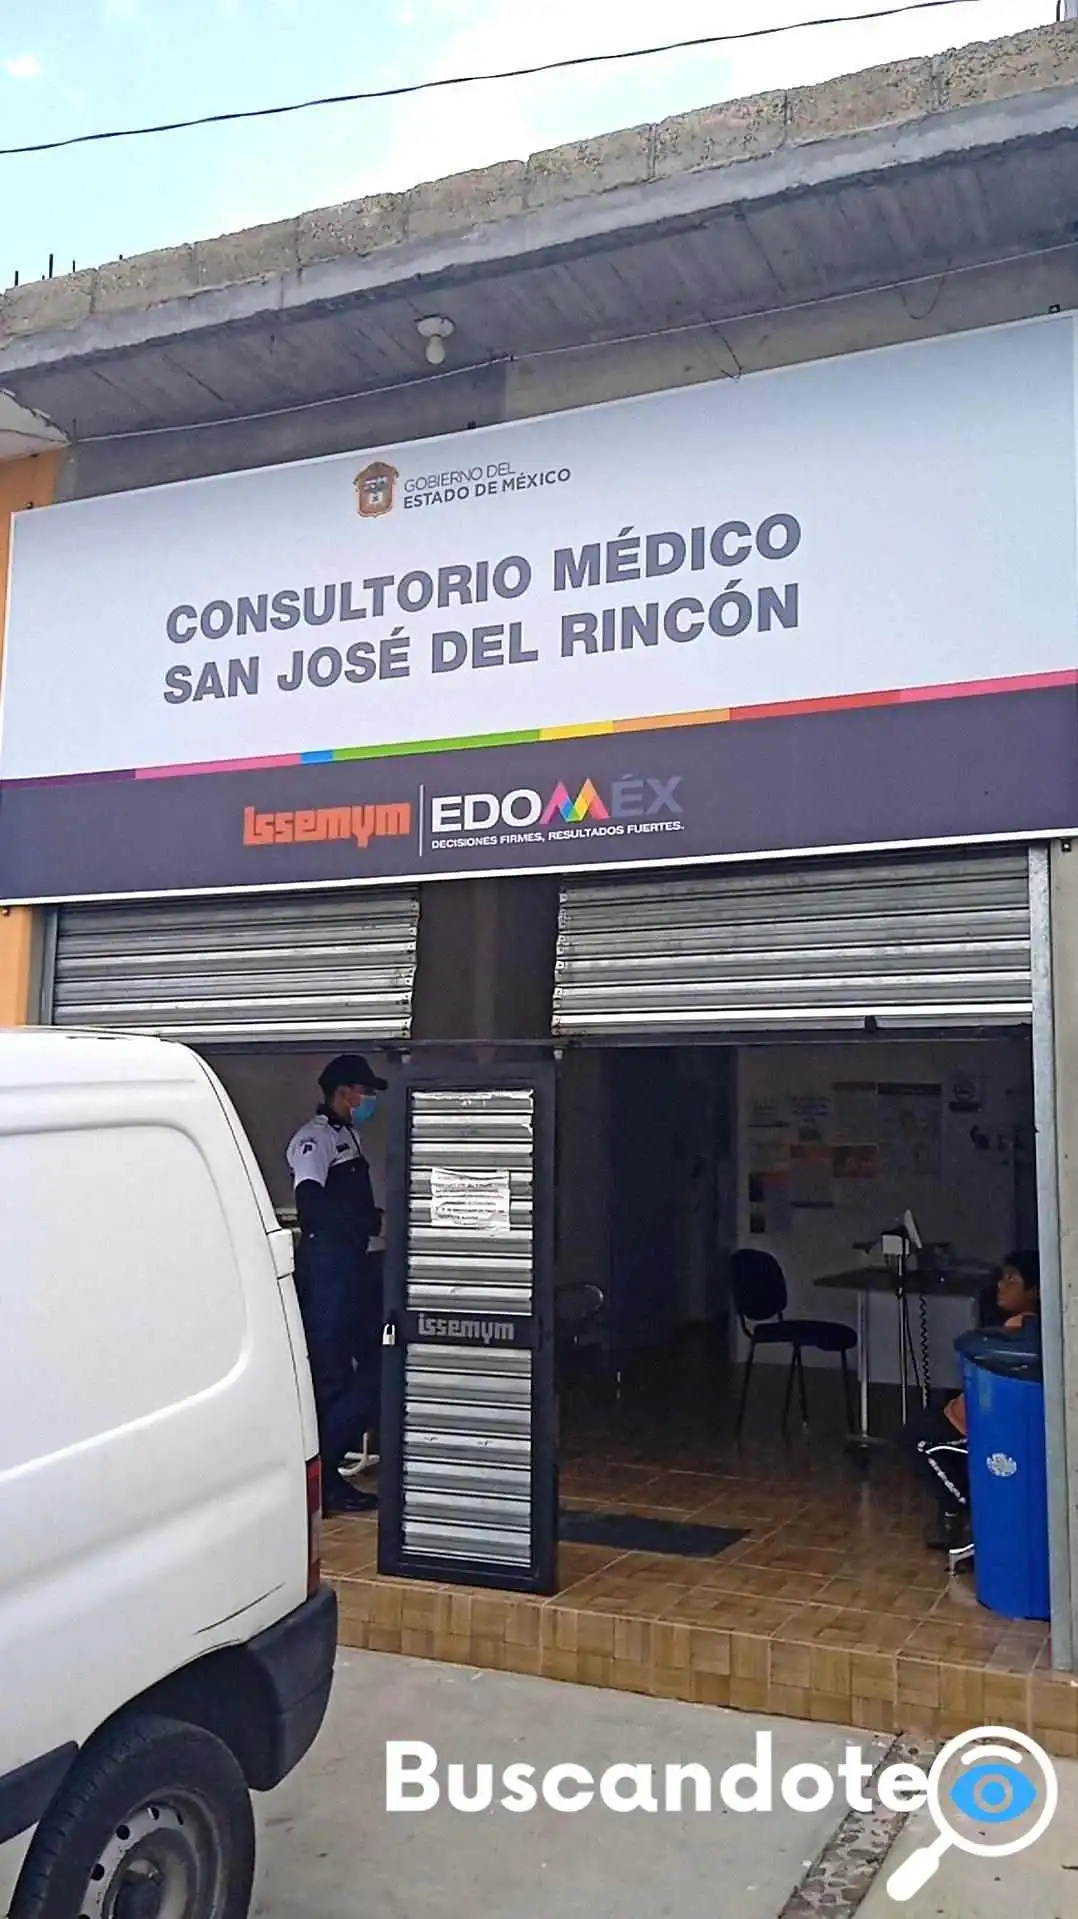 GOBIERNO DEL
ESTADO DE MÉXICO
CONSULTORIO MÉDICO
SAN JOSÉ DEL RINCÓN
issemym
EDOMÉX
DECISIONES FIRMES, RESULTADOS FUERTES.
issemym
Buscandote